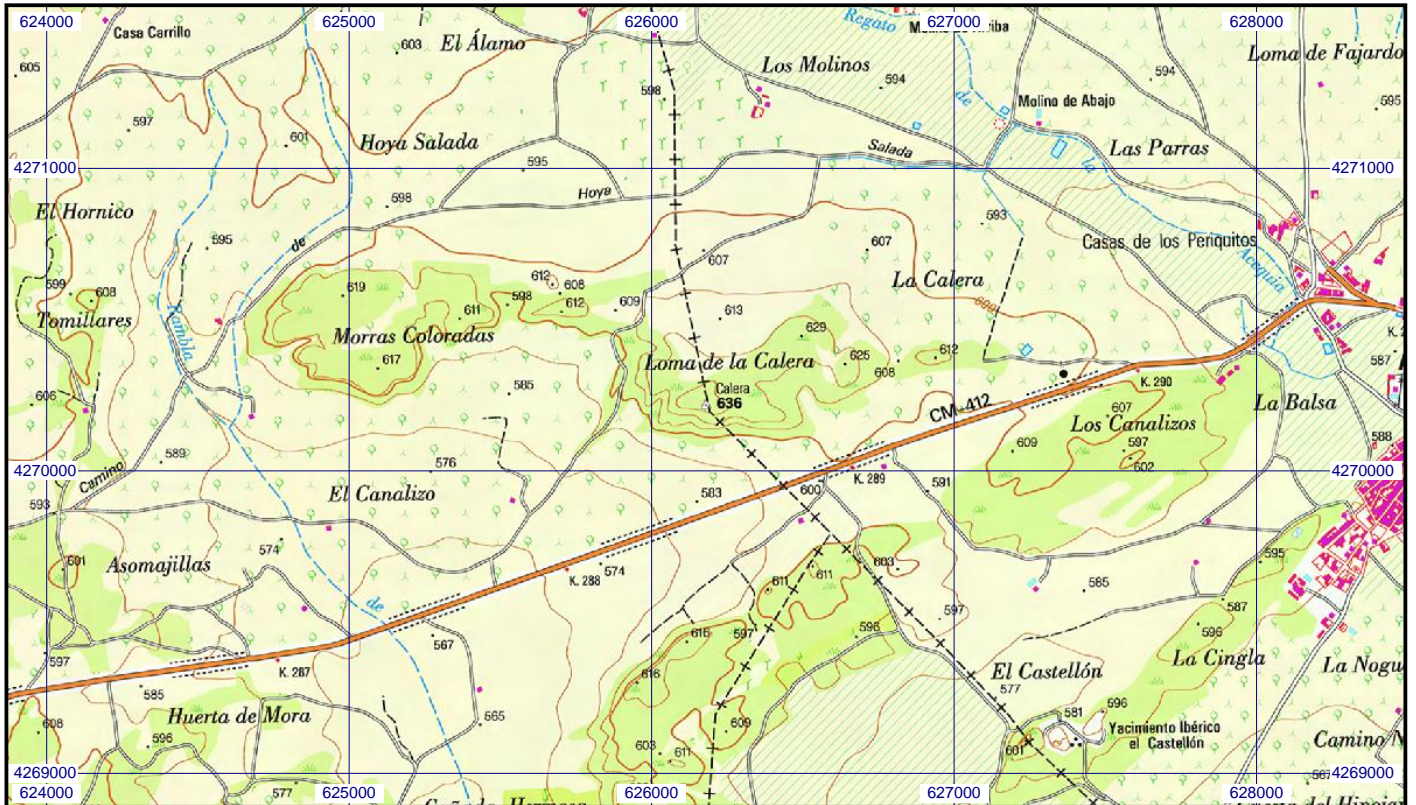 624000
625000
626000
627000
628000
Casa Carrillo
El Álamo
603
Regato
Loma de Fajardo
605
Los Molinos
594
594
598
de
Molino de Abajo
595
597
601
Hoya Salada
Salada
la
Las Parras
595
4271000
4271000
Hoya
598
El Hornico
593
595
de
Casas de los Periquitos
607
607
Acequia
612
608
La Calera
599
608
619
598
612
609
600
Tomillares
611
613
Rambla
Morras Coloradas
629
K. 2
617
Loma de la Calera
625
612
587
608
585
Calera
K. 290
606
636
CM-412
607
La Balsa
Los Canalizos
609
597
588
589
602
Camino
576
4270000
4270000
K. 289
El Canalizo
583
600
591
593
574
595
601
Asomajillas
K. 288
574
611
611
603
585
587
597
567
616
597
596
596
597
K. 287
La Cingla
La Nogu
El Castellón
585
616
577
Huerta de Mora
565
609
581
596
608
Yacimiento Ibérico
596
603
611
601
el Castellón
Camino N
4269000
4269000
567
624000
625000
626000
627000
628000
577